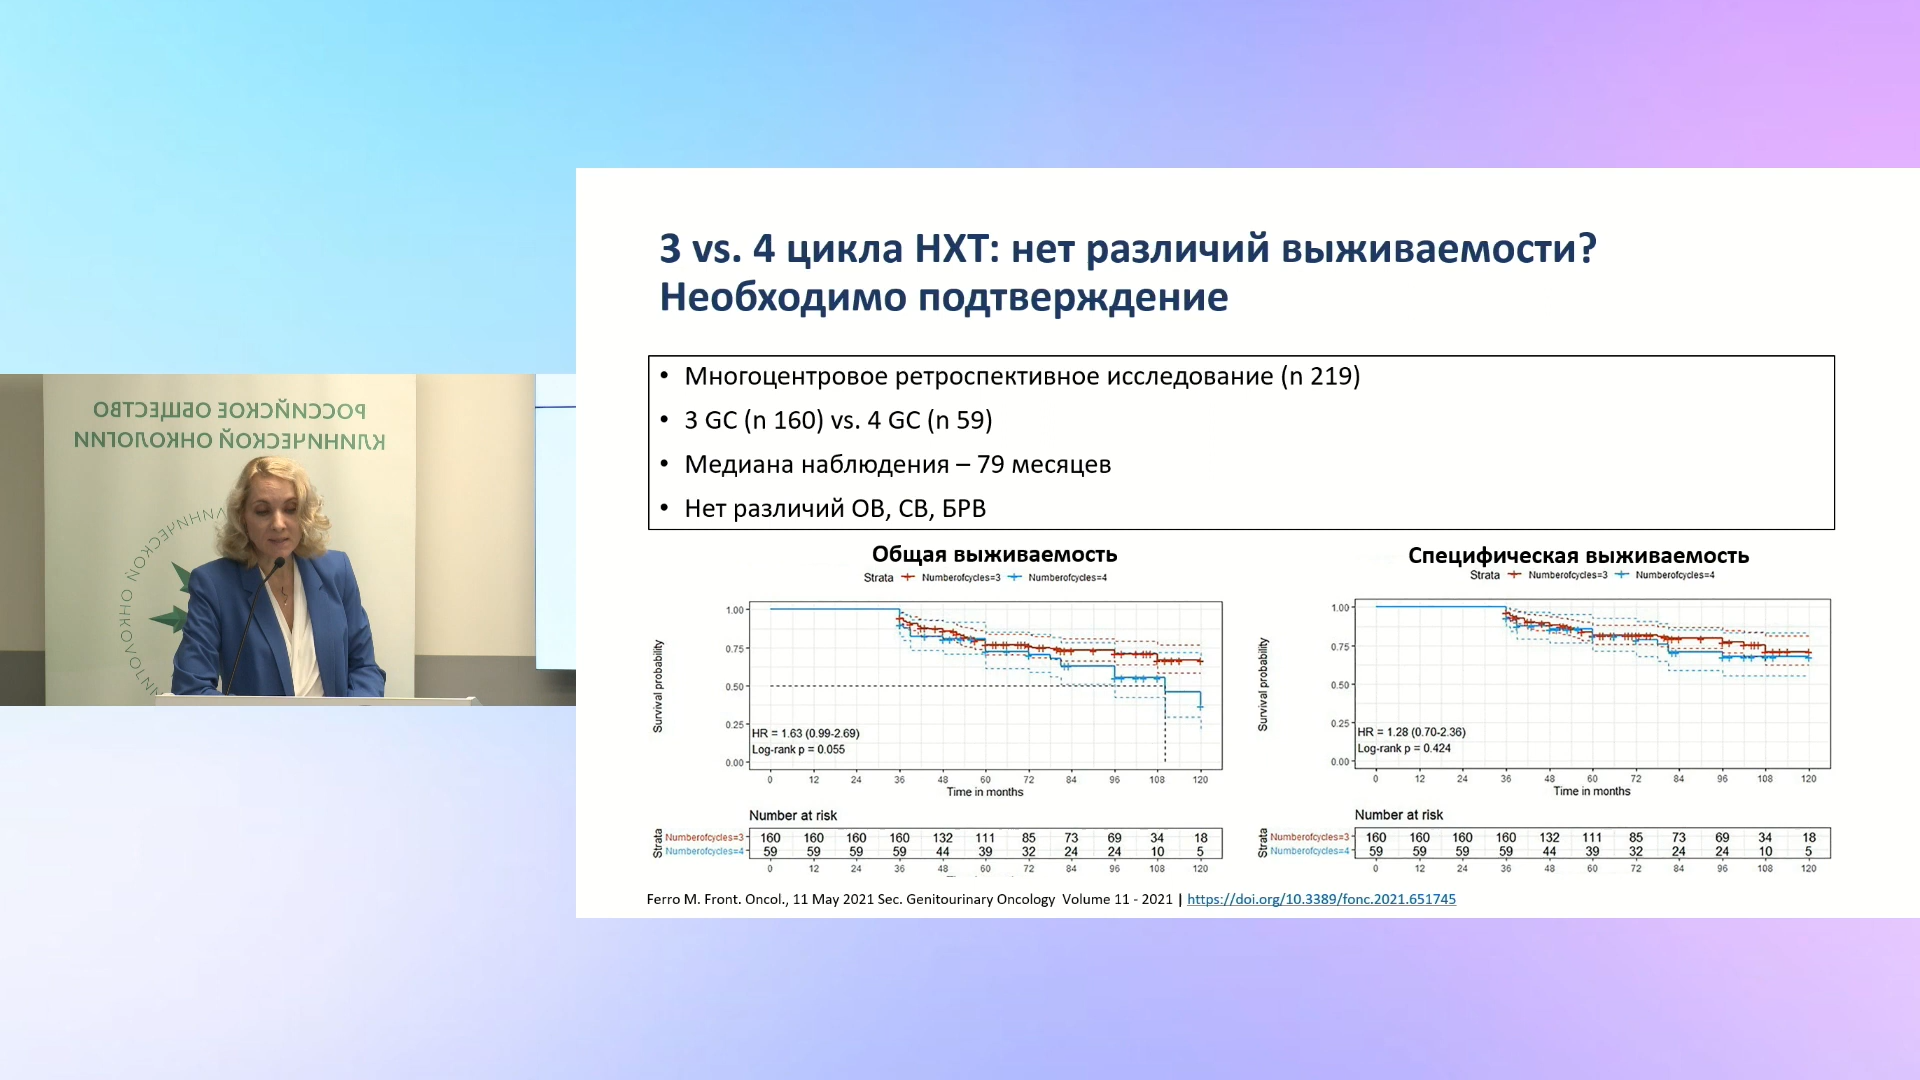 РОССИЙСКОЕ ОБЩЕСТВО
КЛИНИЧЕСКОЙ ОНКОЛОГИИ
3 vs. 4 цикла НХТ: нет различий выживаемости?
Необходимо подтверждение
• Многоцентровое ретроспективное исследование (n 219)
• 3 GC (n 160) vs. 4 GC (n 59)
• Медиана наблюдения – 79 месяцев
• Нет различий ОВ, СВ, БРВ
Общая выживаемость
Strata Numberofcycles=3 Numberofcycles=4
Survival probability
1.00
0.75
0.50
0.25
0.00
HR = 1.63 (0.99-2.69)
Log-rank p = 0.055
0 12 24 36 48 60 72 84 96 108 120
Time in months
Number at risk
Strata
Numberofcycles=3 160 160 160 160 132 111 85 73 69 34 18
Numberofcycles=4 59 59 59 59 44 39 32 24 24 10 5
0 12 24 36 48 60 72 84 96 108 120
Специфическая выживаемость
Strata Numberofcycles=3 Numberofcycles=4
Survival probability
1.00
0.75
0.50
0.25
0.00
HR = 1.28 (0.70-2.36)
Log-rank p = 0.424
0 12 24 36 48 60 72 84 96 108 120
Time in months
Number at risk
Strata
Numberofcycles=3 160 160 160 160 132 111 85 73 69 34 18
Numberofcycles=4 59 59 59 59 44 39 32 24 24 10 5
0 12 24 36 48 60 72 84 96 108 120
Ferro M. Front. Oncol., 11 May 2021 Sec. Genitourinary Oncology Volume 11 - 2021 | https://doi.org/10.3389/fonc.2021.651745